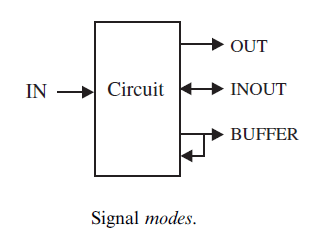 OUT
IN
Circuit
INOUT
BUFFER
Signal modes.